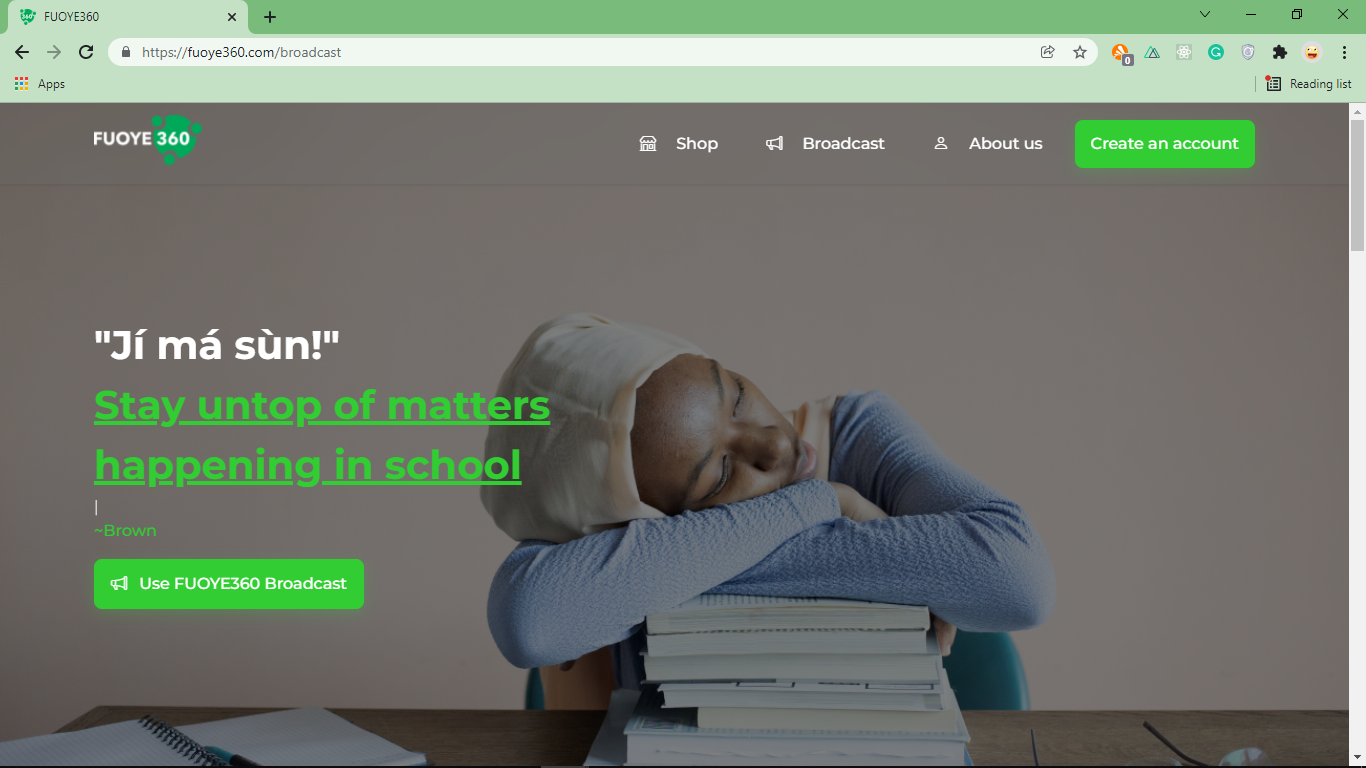 FUOYE360
https://fuoye360.com/broadcast
0
Apps
Reading list
FUOYE 360
Shop
Broadcast
About us
Create an account
"Jí má sùn!"
Stay untop of matters
happening in school
|
~Brown
Use FUOYE360 Broadcast